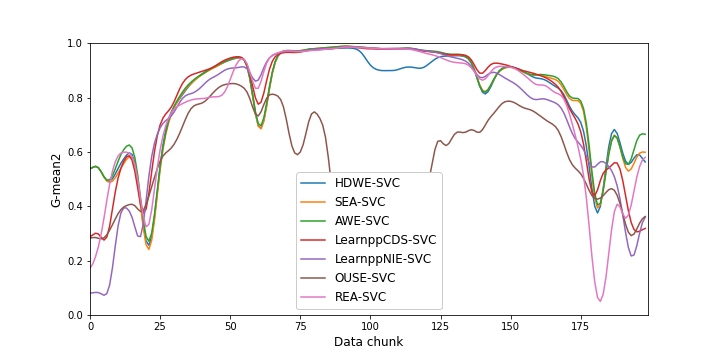 G-mean2
1.0
0.8
0.6
0.4
0.2
0.0
HDWE-SVC
SEA-SVC
AWE-SVC
LearnppCDS-SVC
LearnppNIE-SVC
OUSE-SVC
REA-SVC
0 25 50 75 100 125 150 175
Data chunk